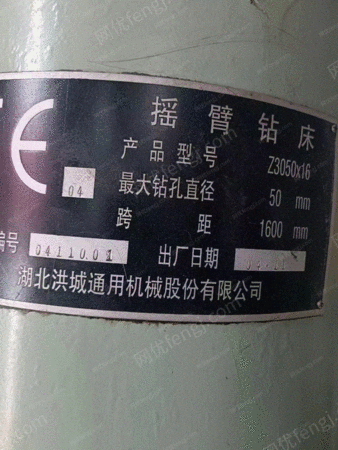 摇臂钻床
CE
产品型号 Z3050x16
04
最大钻孔直径 50 mm
跨距 1600 mm
编号 0411001 出厂日期
湖北洪城通用机械股份有限公司